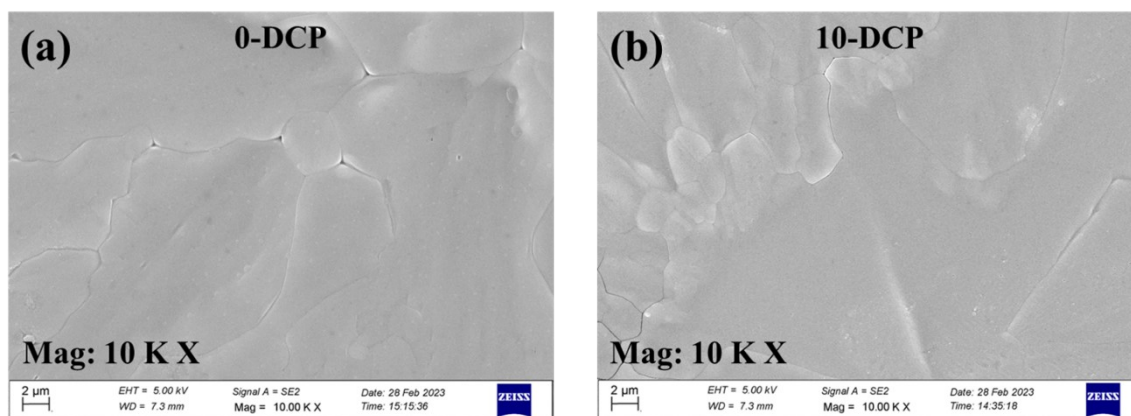 (a) 0-DCP
Mag: 10 K X
2 μm
EHT = 5.00 kV
WD = 7.3 mm
Signal A = SE2
Mag = 10.00 K X
Date: 28 Feb 2023
Time: 15:15:36
ZEISS
(b) 10-DCP
Mag: 10 K X
2 μm
EHT = 5.00 kV
WD = 7.3 mm
Signal A = SE2
Mag = 10.00 K X
Date: 28 Feb 2023
Time: 14:35:18
ZEISS